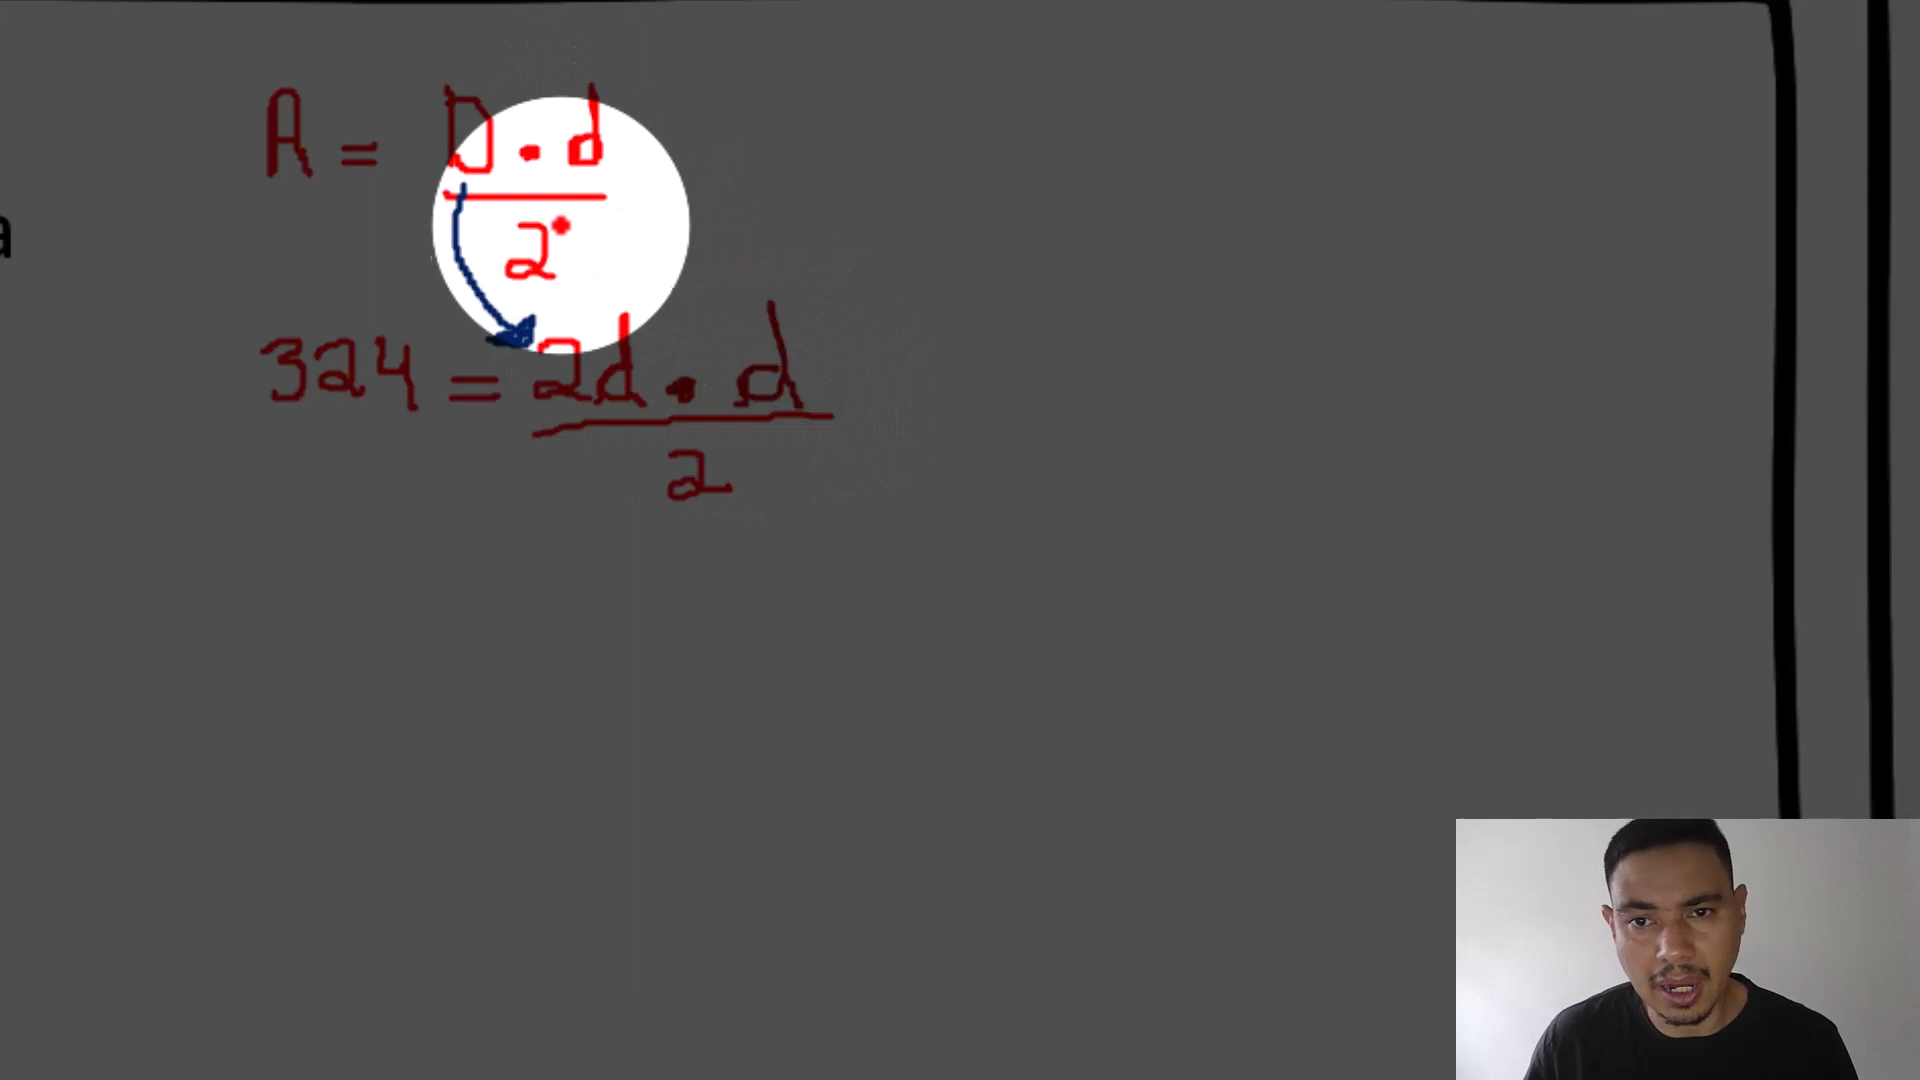 A = D · d
2
a
324 = 2d · d
2